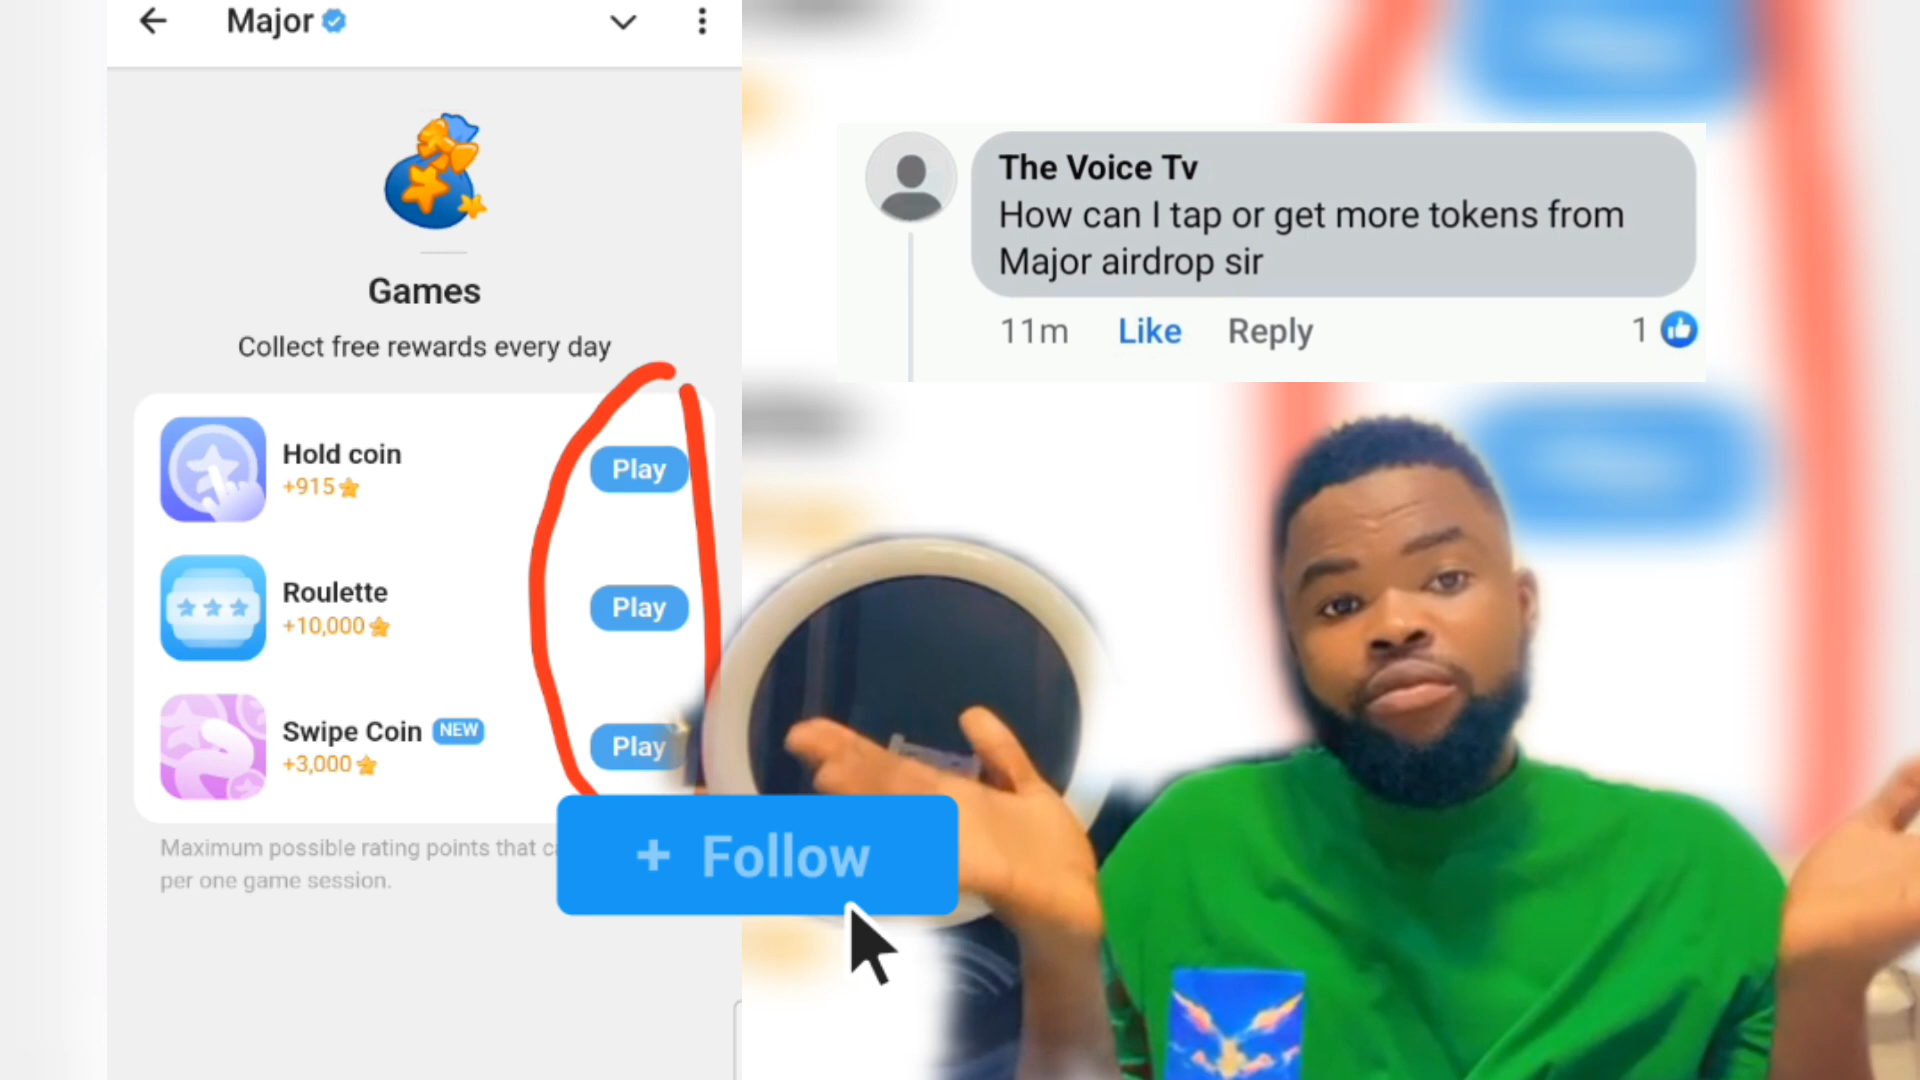 Major
Games
Collect free rewards every day
Hold coin
+915
Play
Roulette
+10,000
Play
Swipe Coin NEW
+3,000
Play
Maximum possible rating points that
per one game session.
+ Follow
The Voice Tv
How can I tap or get more tokens from
Major airdrop sir
11m Like Reply 1